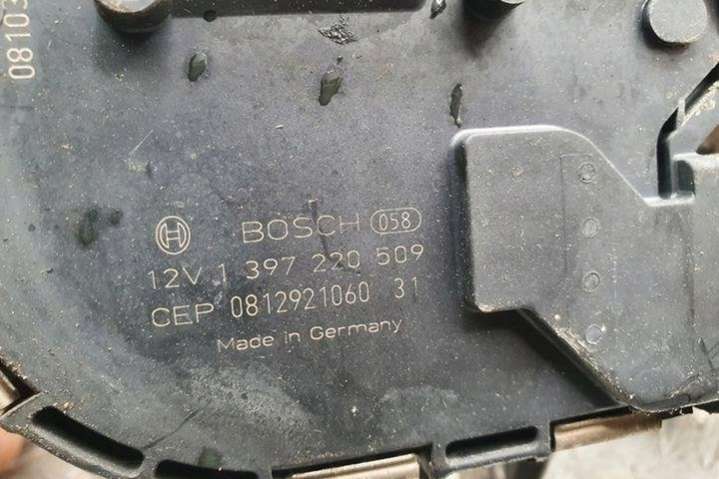 08103
BOSCH 058
12V 1 397 220 509
CEP 0812921060 31
Made in Germany